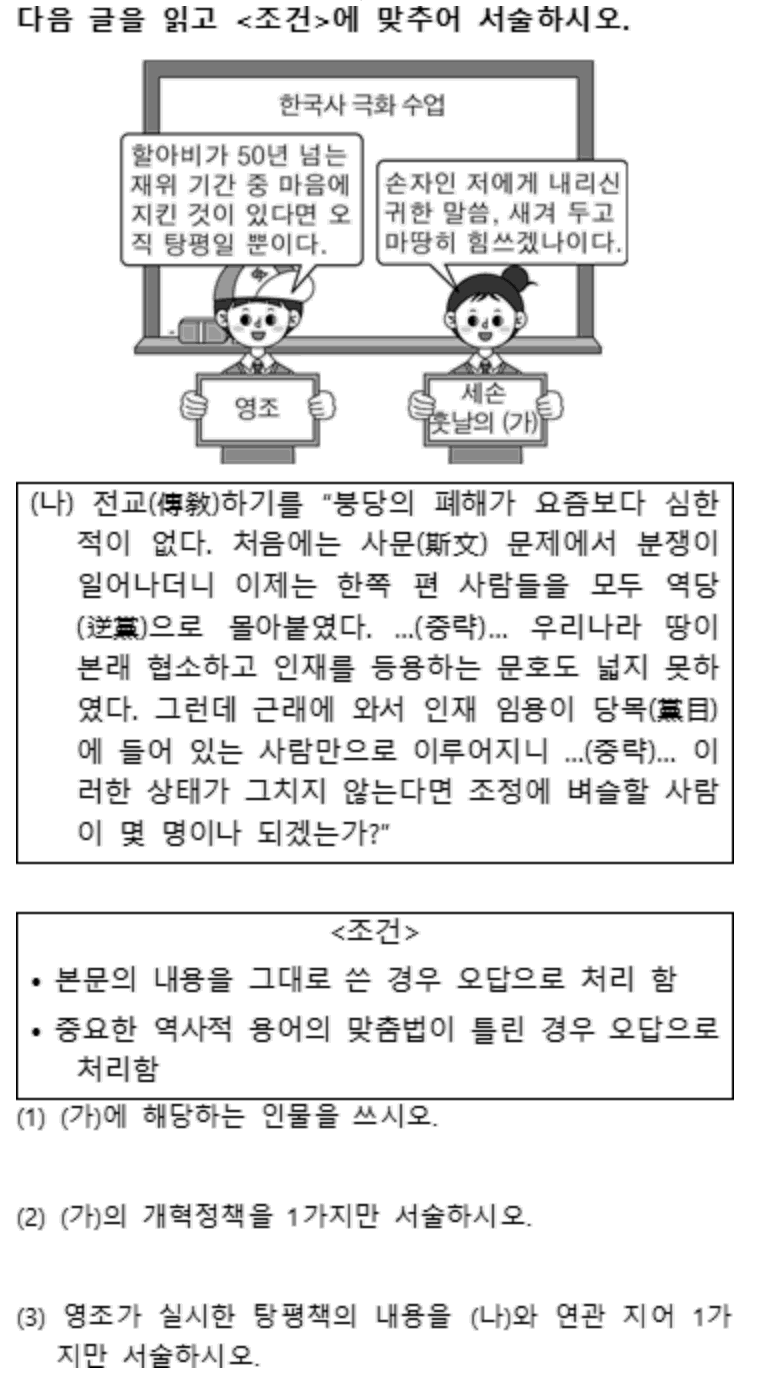 다음 글을 읽고 <조건>에 맞추어 서술하시오.
한국사 극화 수업
할아비가 50년 넘는
재위 기간 중 마음에
지킨 것이 있다면 오
직 탕평일 뿐이다.
손자인 저에게 내리신
귀한 말씀, 새겨 두고
마땅히 힘쓰겠나이다.
영조
세손
훗날의 (가)
(나) 전교(傳敎)하기를 “붕당의 폐해가 요즘보다 심한
적이 없다. 처음에는 사문(斯文) 문제에서 분쟁이
일어나더니 이제는 한쪽 편 사람들을 모두 역당
(逆黨)으로 몰아붙였다. ...(중략)... 우리나라 땅이
본래 협소하고 인재를 등용하는 문호도 넓지 못하
였다. 그런데 근래에 와서 인재 임용이 당목(黨目)
에 들어 있는 사람만으로 이루어지니 ...(중략)... 이
러한 상태가 그치지 않는다면 조정에 벼슬할 사람
이 몇 명이나 되겠는가?”
<조건>
• 본문의 내용을 그대로 쓴 경우 오답으로 처리 함
• 중요한 역사적 용어의 맞춤법이 틀린 경우 오답으로
처리함
(1) (가)에 해당하는 인물을 쓰시오.
(2) (가)의 개혁정책을 1가지만 서술하시오.
(3) 영조가 실시한 탕평책의 내용을 (나)와 연관 지어 1가
지만 서술하시오.